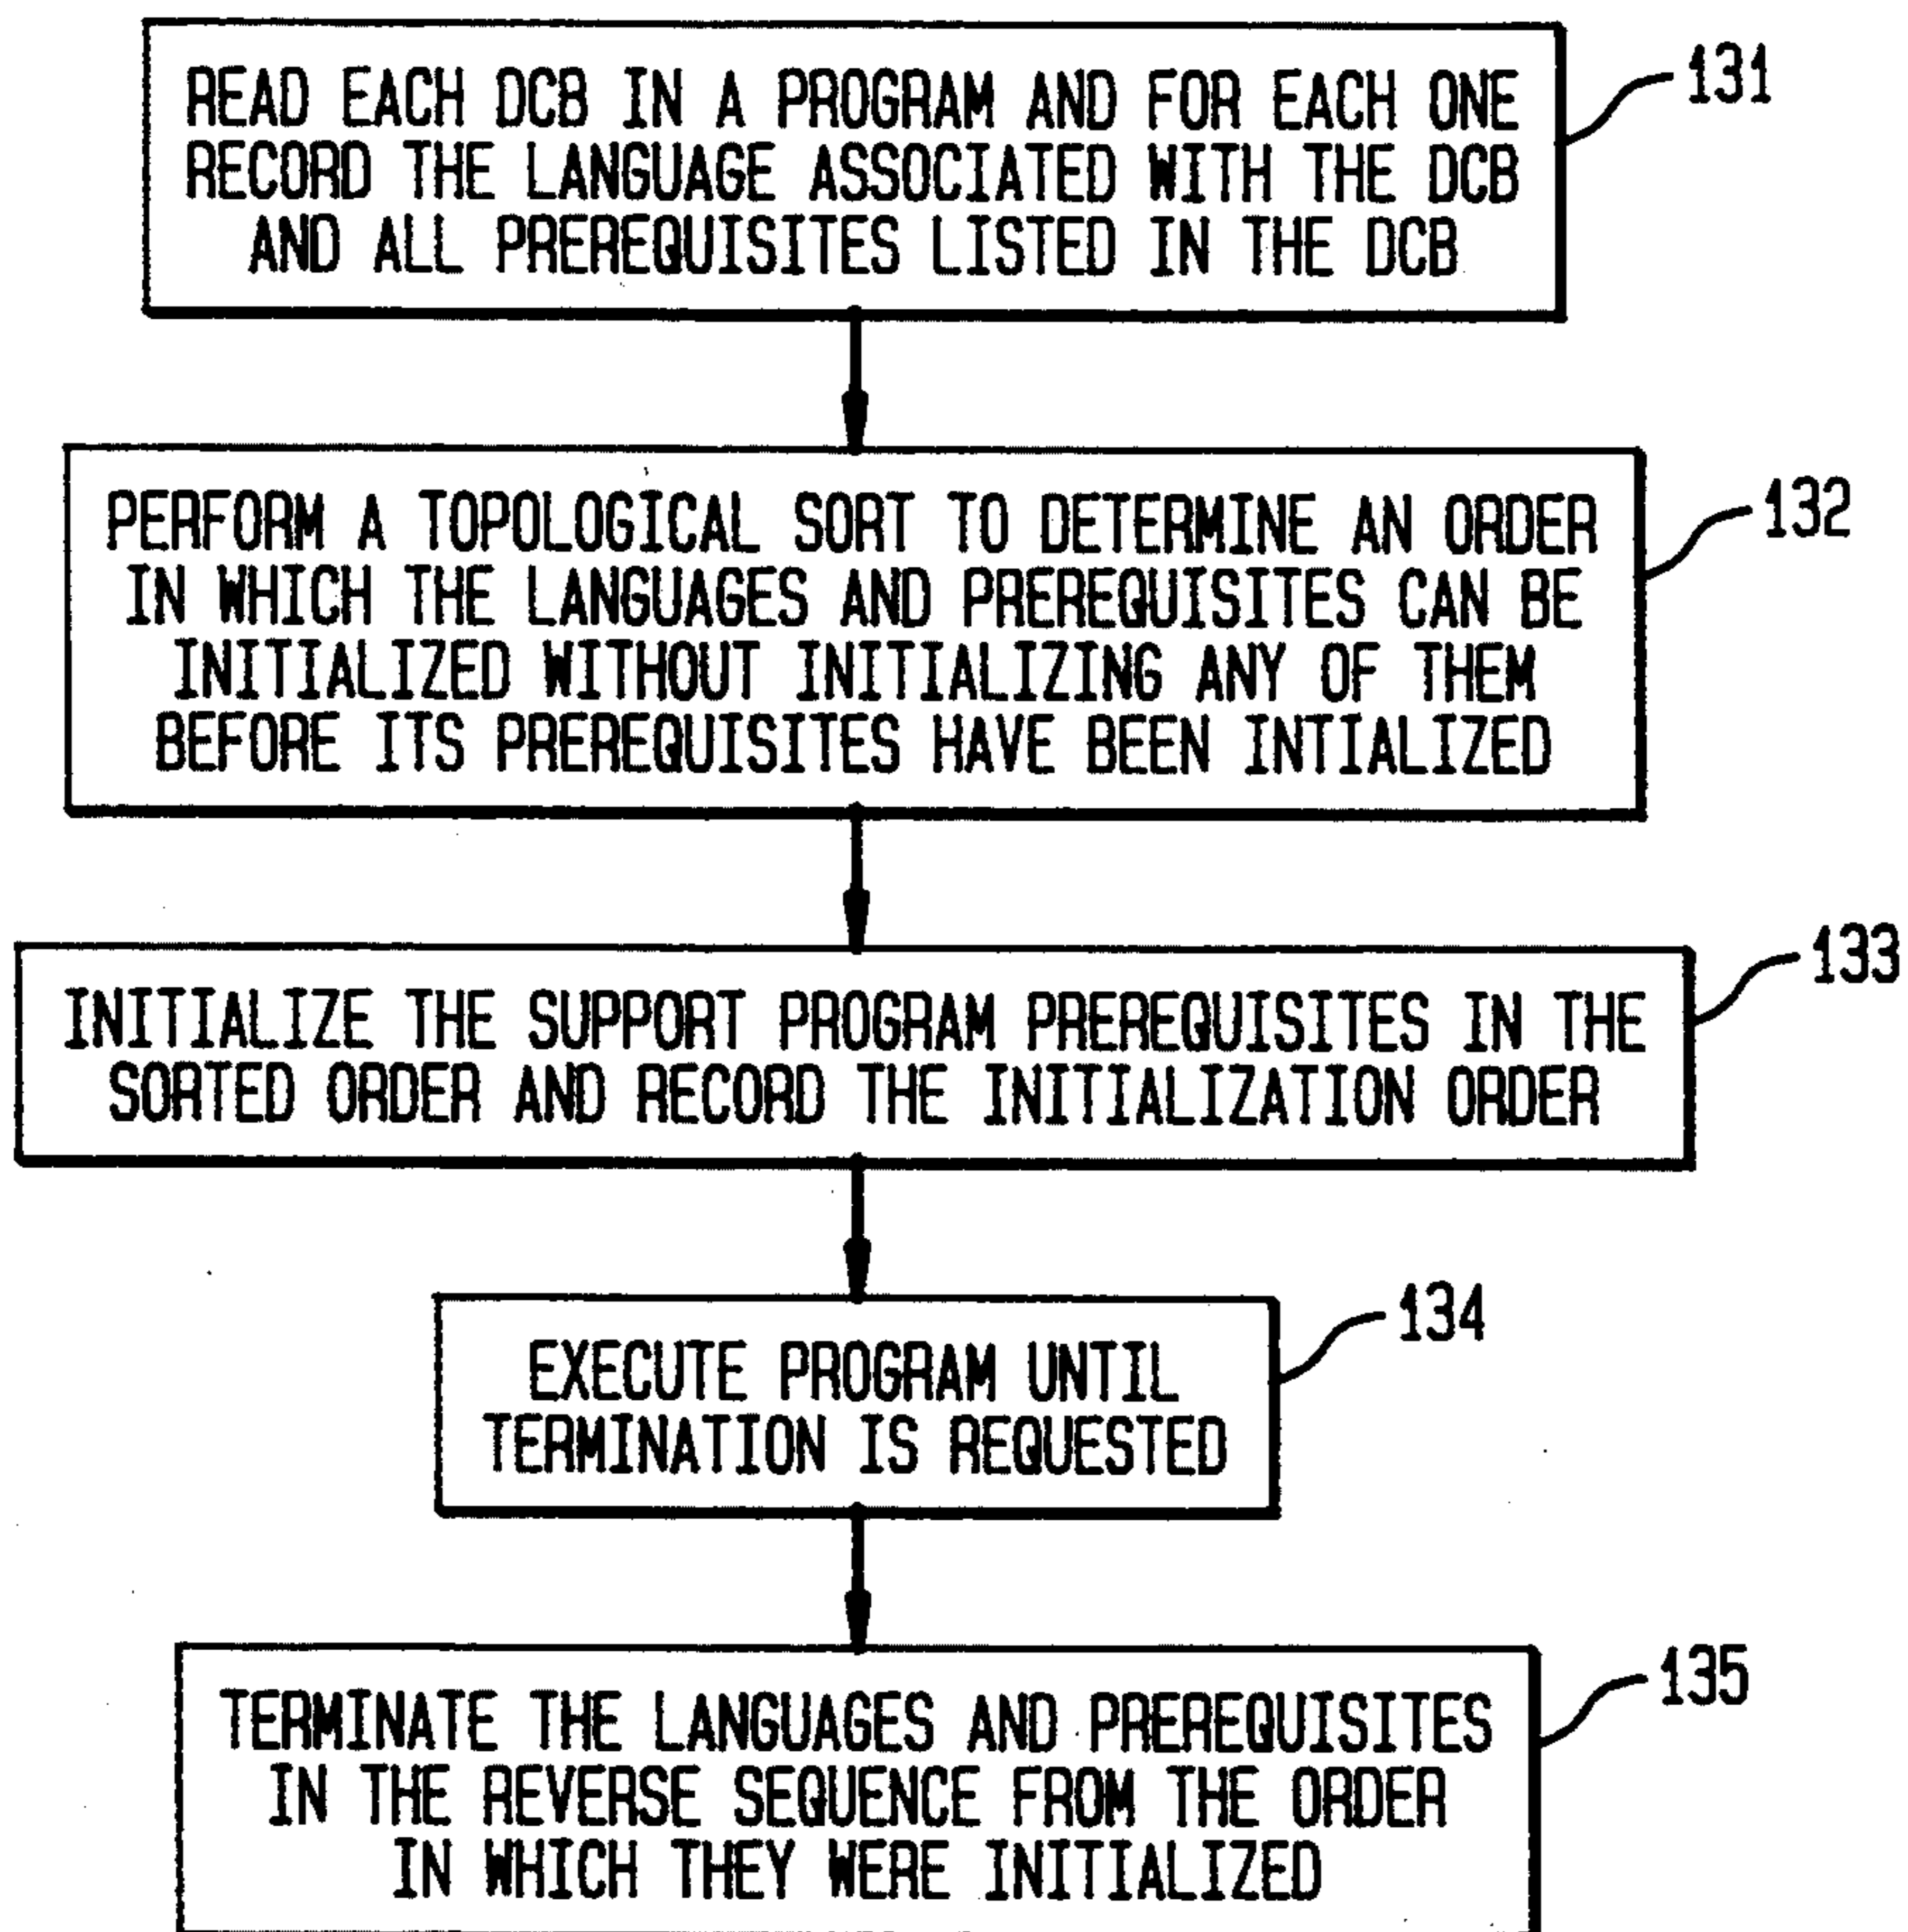 READ EACH DCB IN A PROGRAM AND FOR EACH ONE
RECORD THE LANGUAGE ASSOCIATED WITH THE DCB
AND ALL PREREQUISITES LISTED IN THE DCB
131
PERFORM A TOPOLOGICAL SORT TO DETERMINE AN ORDER
IN WHICH THE LANGUAGES AND PREREQUISITES CAN BE
INITIALIZED WITHOUT INITIALIZING ANY OF THEM
BEFORE ITS PREREQUISITES HAVE BEEN INTIALIZED
132
INITIALIZE THE SUPPORT PROGRAM PREREQUISITES IN THE
SORTED ORDER AND RECORD THE INITIALIZATION ORDER
133
EXECUTE PROGRAM UNTIL
TERMINATION IS REQUESTED
134
TERMINATE THE LANGUAGES AND PREREQUISITES
IN THE REVERSE SEQUENCE FROM THE ORDER
IN WHICH THEY WERE INITIALIZED
135